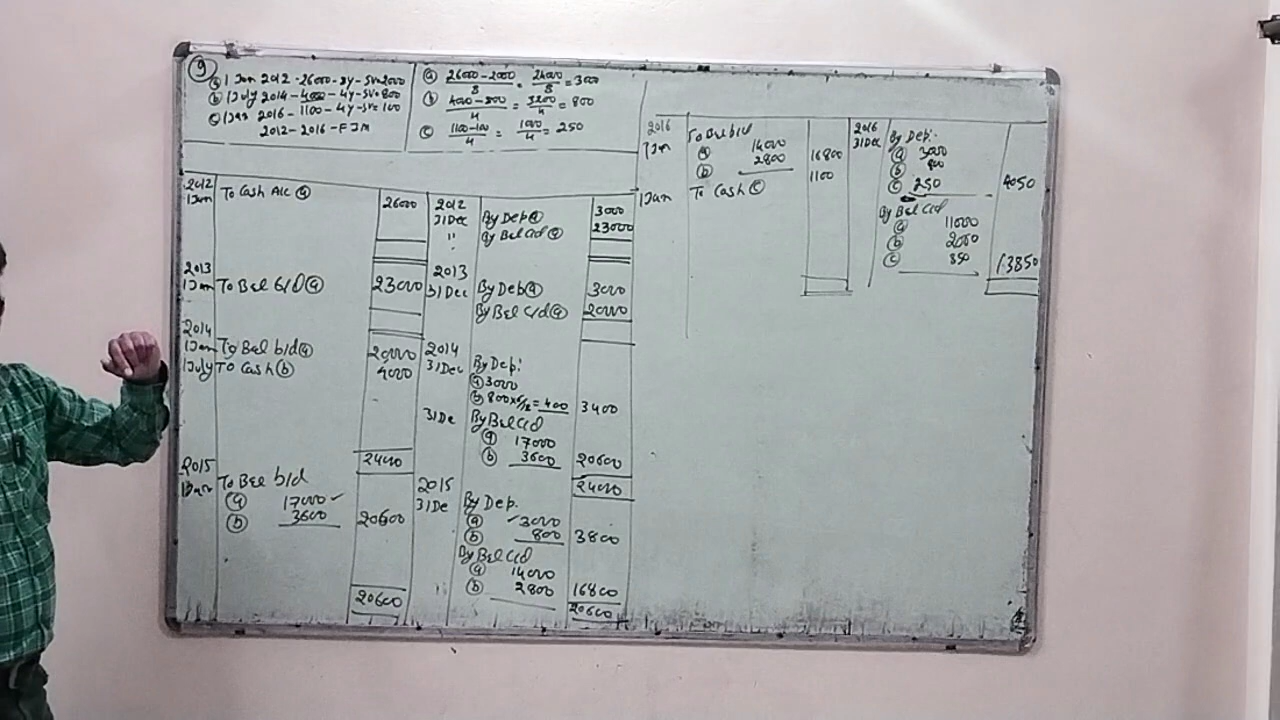 9
a 1 Jan 2012 - 26000 - 8Y - SV = 2000
b 1 July 2014 - 4000 - 4Y - SV = 800
c 1 Jan 2016 - 1100 - 4Y - SV = 100
2012 - 2016 - F I M
a 26000 - 2000 / 8 = 24000 / 8 = 3000
b 4000 - 800 / 4 = 3200 / 4 = 800
c 1100 - 100 / 4 = 1000 / 4 = 250
2012
1 Jan To Cash A/c a 26000
2012
31 Dec By Dep a 3000
" By Bal c/d a 23000
2013
1 Jan To Bal b/d a 23000
2013
31 Dec By Dep a 3000
By Bal c/d a 20000
2014
1 Jan To Bal b/d a 20000
1 July To Cash b 4000
24000
2014
31 Dec By Dep:
a 3000
b 800 x 6/12 = 400 3400
31 De By Bal c/d
a 17000
b 3600 20600
24000
2015
1 Jan To Bal b/d
a 17000 ✓
b 3600 20600
20600
2015
31 De By Dep.
a ✓ 3000
b 800 3800
By Bal c/d
a 14000
b 2800 16800
20600
2016
1 Jan To Bal b/d
a 14000
b 2800 16800
1 Jan To Cash c 1100
2016
31 Dec By Dep:
a 3000
b 800
c 250 4050
By Bal c/d
a 11000
b 2000
c 850 13850